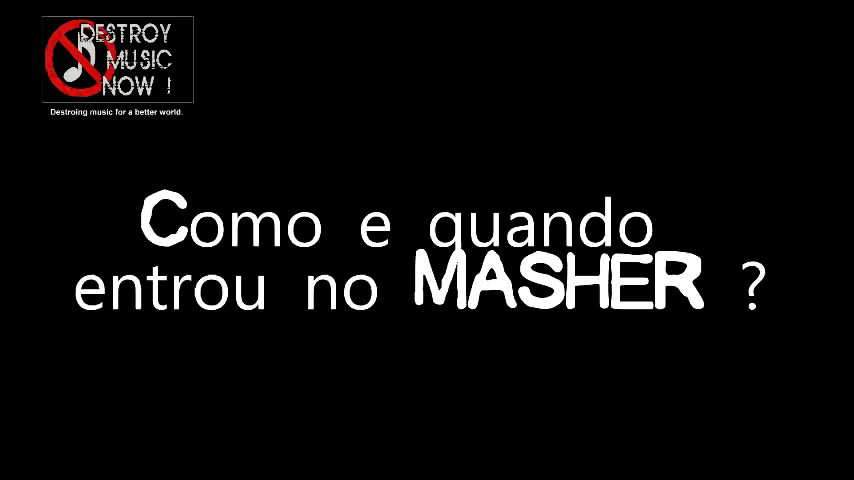 DESTROY
MUSIC
NOW !
Destroing music for a better world.
Como e quando
entrou no MASHER ?